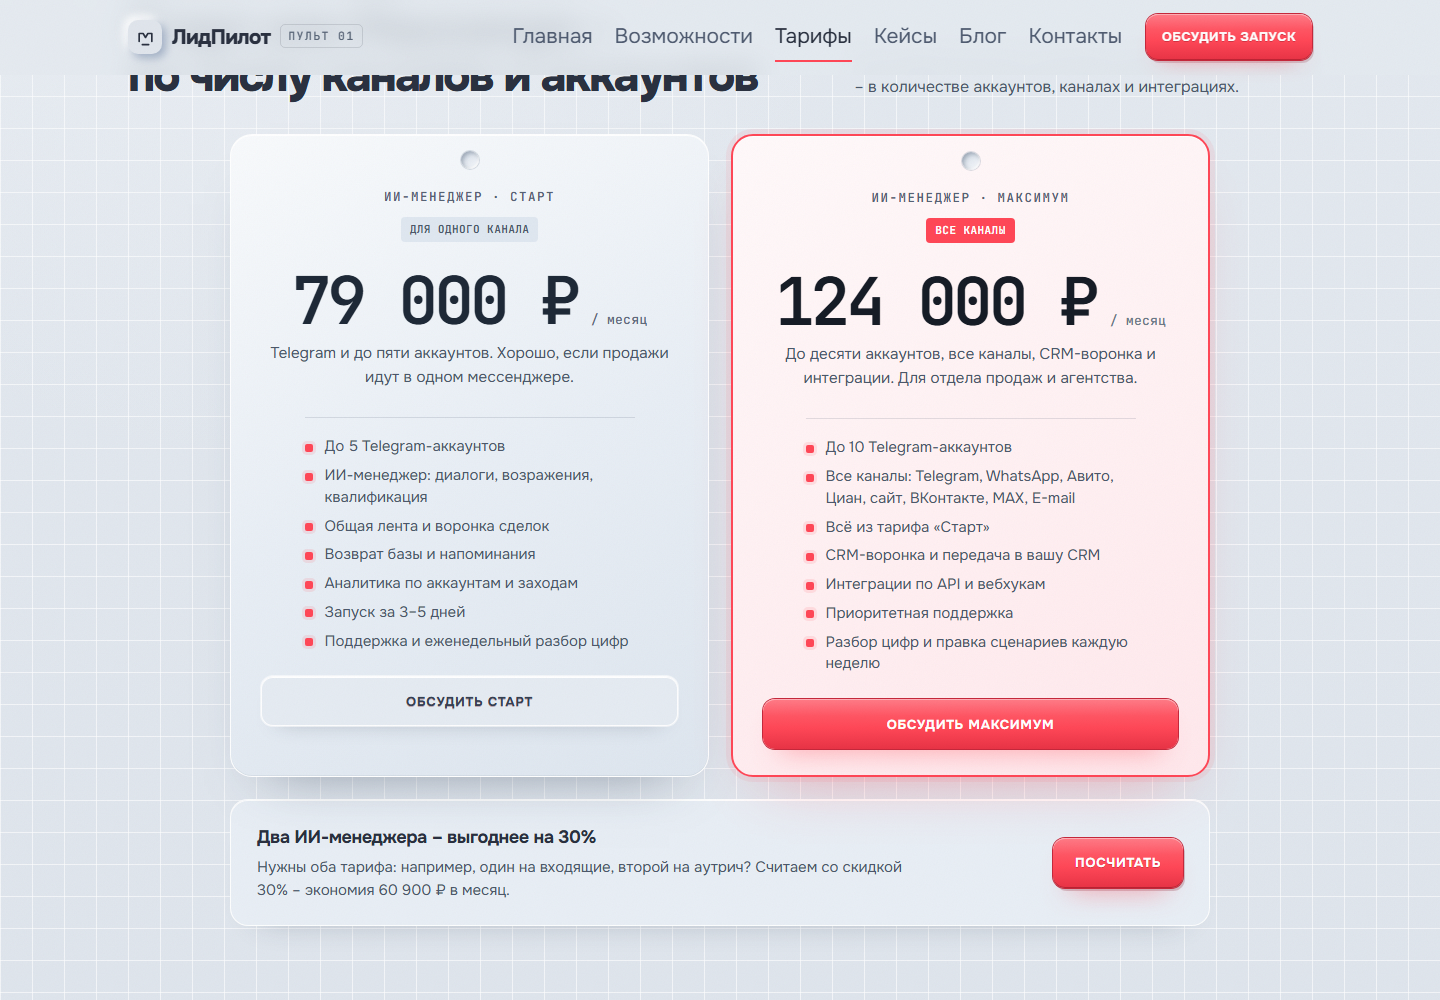 ЛидПилот
ПУЛЬТ 01
Главная
Возможности
Тарифы
Кейсы
Блог
Контакты
ОБСУДИТЬ ЗАПУСК
по числу каналов и аккаунтов
– в количестве аккаунтов, каналах и интеграциях.
ИИ-МЕНЕДЖЕР · СТАРТ
ДЛЯ ОДНОГО КАНАЛА
79 000 ₽ / месяц
Telegram и до пяти аккаунтов. Хорошо, если продажи
идут в одном мессенджере.
До 5 Telegram-аккаунтов
ИИ-менеджер: диалоги, возражения,
квалификация
Общая лента и воронка сделок
Возврат базы и напоминания
Аналитика по аккаунтам и заходам
Запуск за 3–5 дней
Поддержка и еженедельный разбор цифр
ОБСУДИТЬ СТАРТ
ИИ-МЕНЕДЖЕР · МАКСИМУМ
ВСЕ КАНАЛЫ
124 000 ₽ / месяц
До десяти аккаунтов, все каналы, CRM-воронка и
интеграции. Для отдела продаж и агентства.
До 10 Telegram-аккаунтов
Все каналы: Telegram, WhatsApp, Авито,
Циан, сайт, ВКонтакте, MAX, E-mail
Всё из тарифа «Старт»
CRM-воронка и передача в вашу CRM
Интеграции по API и вебхукам
Приоритетная поддержка
Разбор цифр и правка сценариев каждую
неделю
ОБСУДИТЬ МАКСИМУМ
Два ИИ-менеджера – выгоднее на 30%
Нужны оба тарифа: например, один на входящие, второй на аутрич? Считаем со скидкой
30% – экономия 60 900 ₽ в месяц.
ПОСЧИТАТЬ